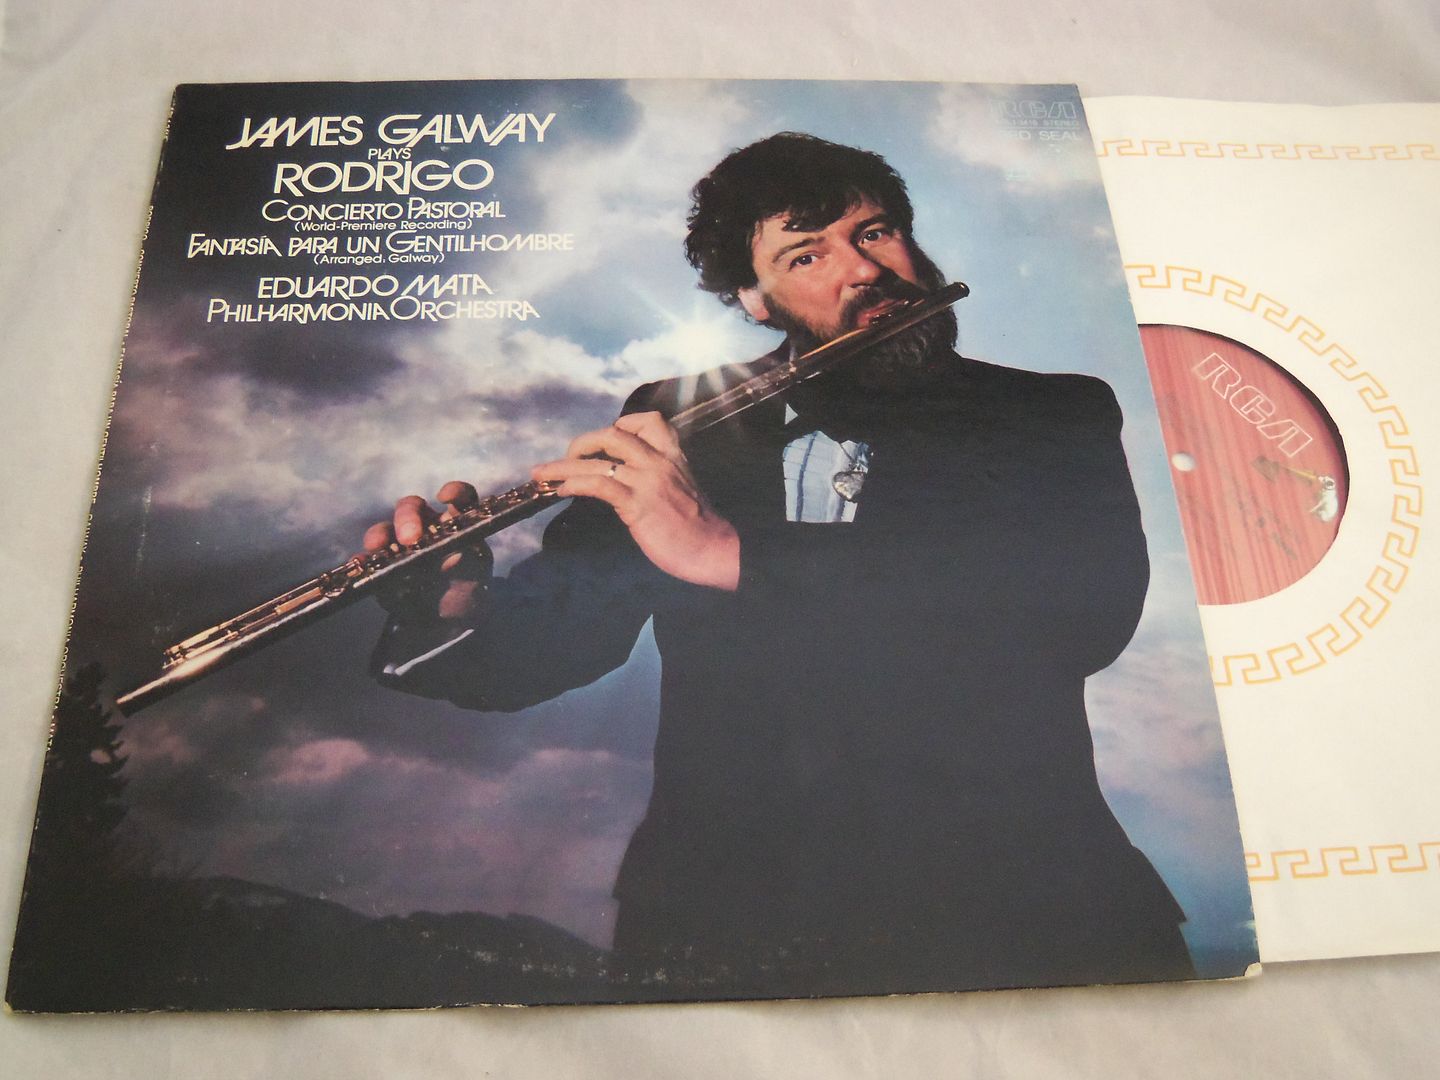 JAMES GALWAY
PLAYS
RODRIGO
CONCIERTO PASTORAL
(World-Premiere Recording)
FANTASÍA PARA UN GENTILHOMBRE
(Arranged, Galway)
EDUARDO MATA
PHILHARMONIA ORCHESTRA
RCA
STEREO
RED SEAL
RCA